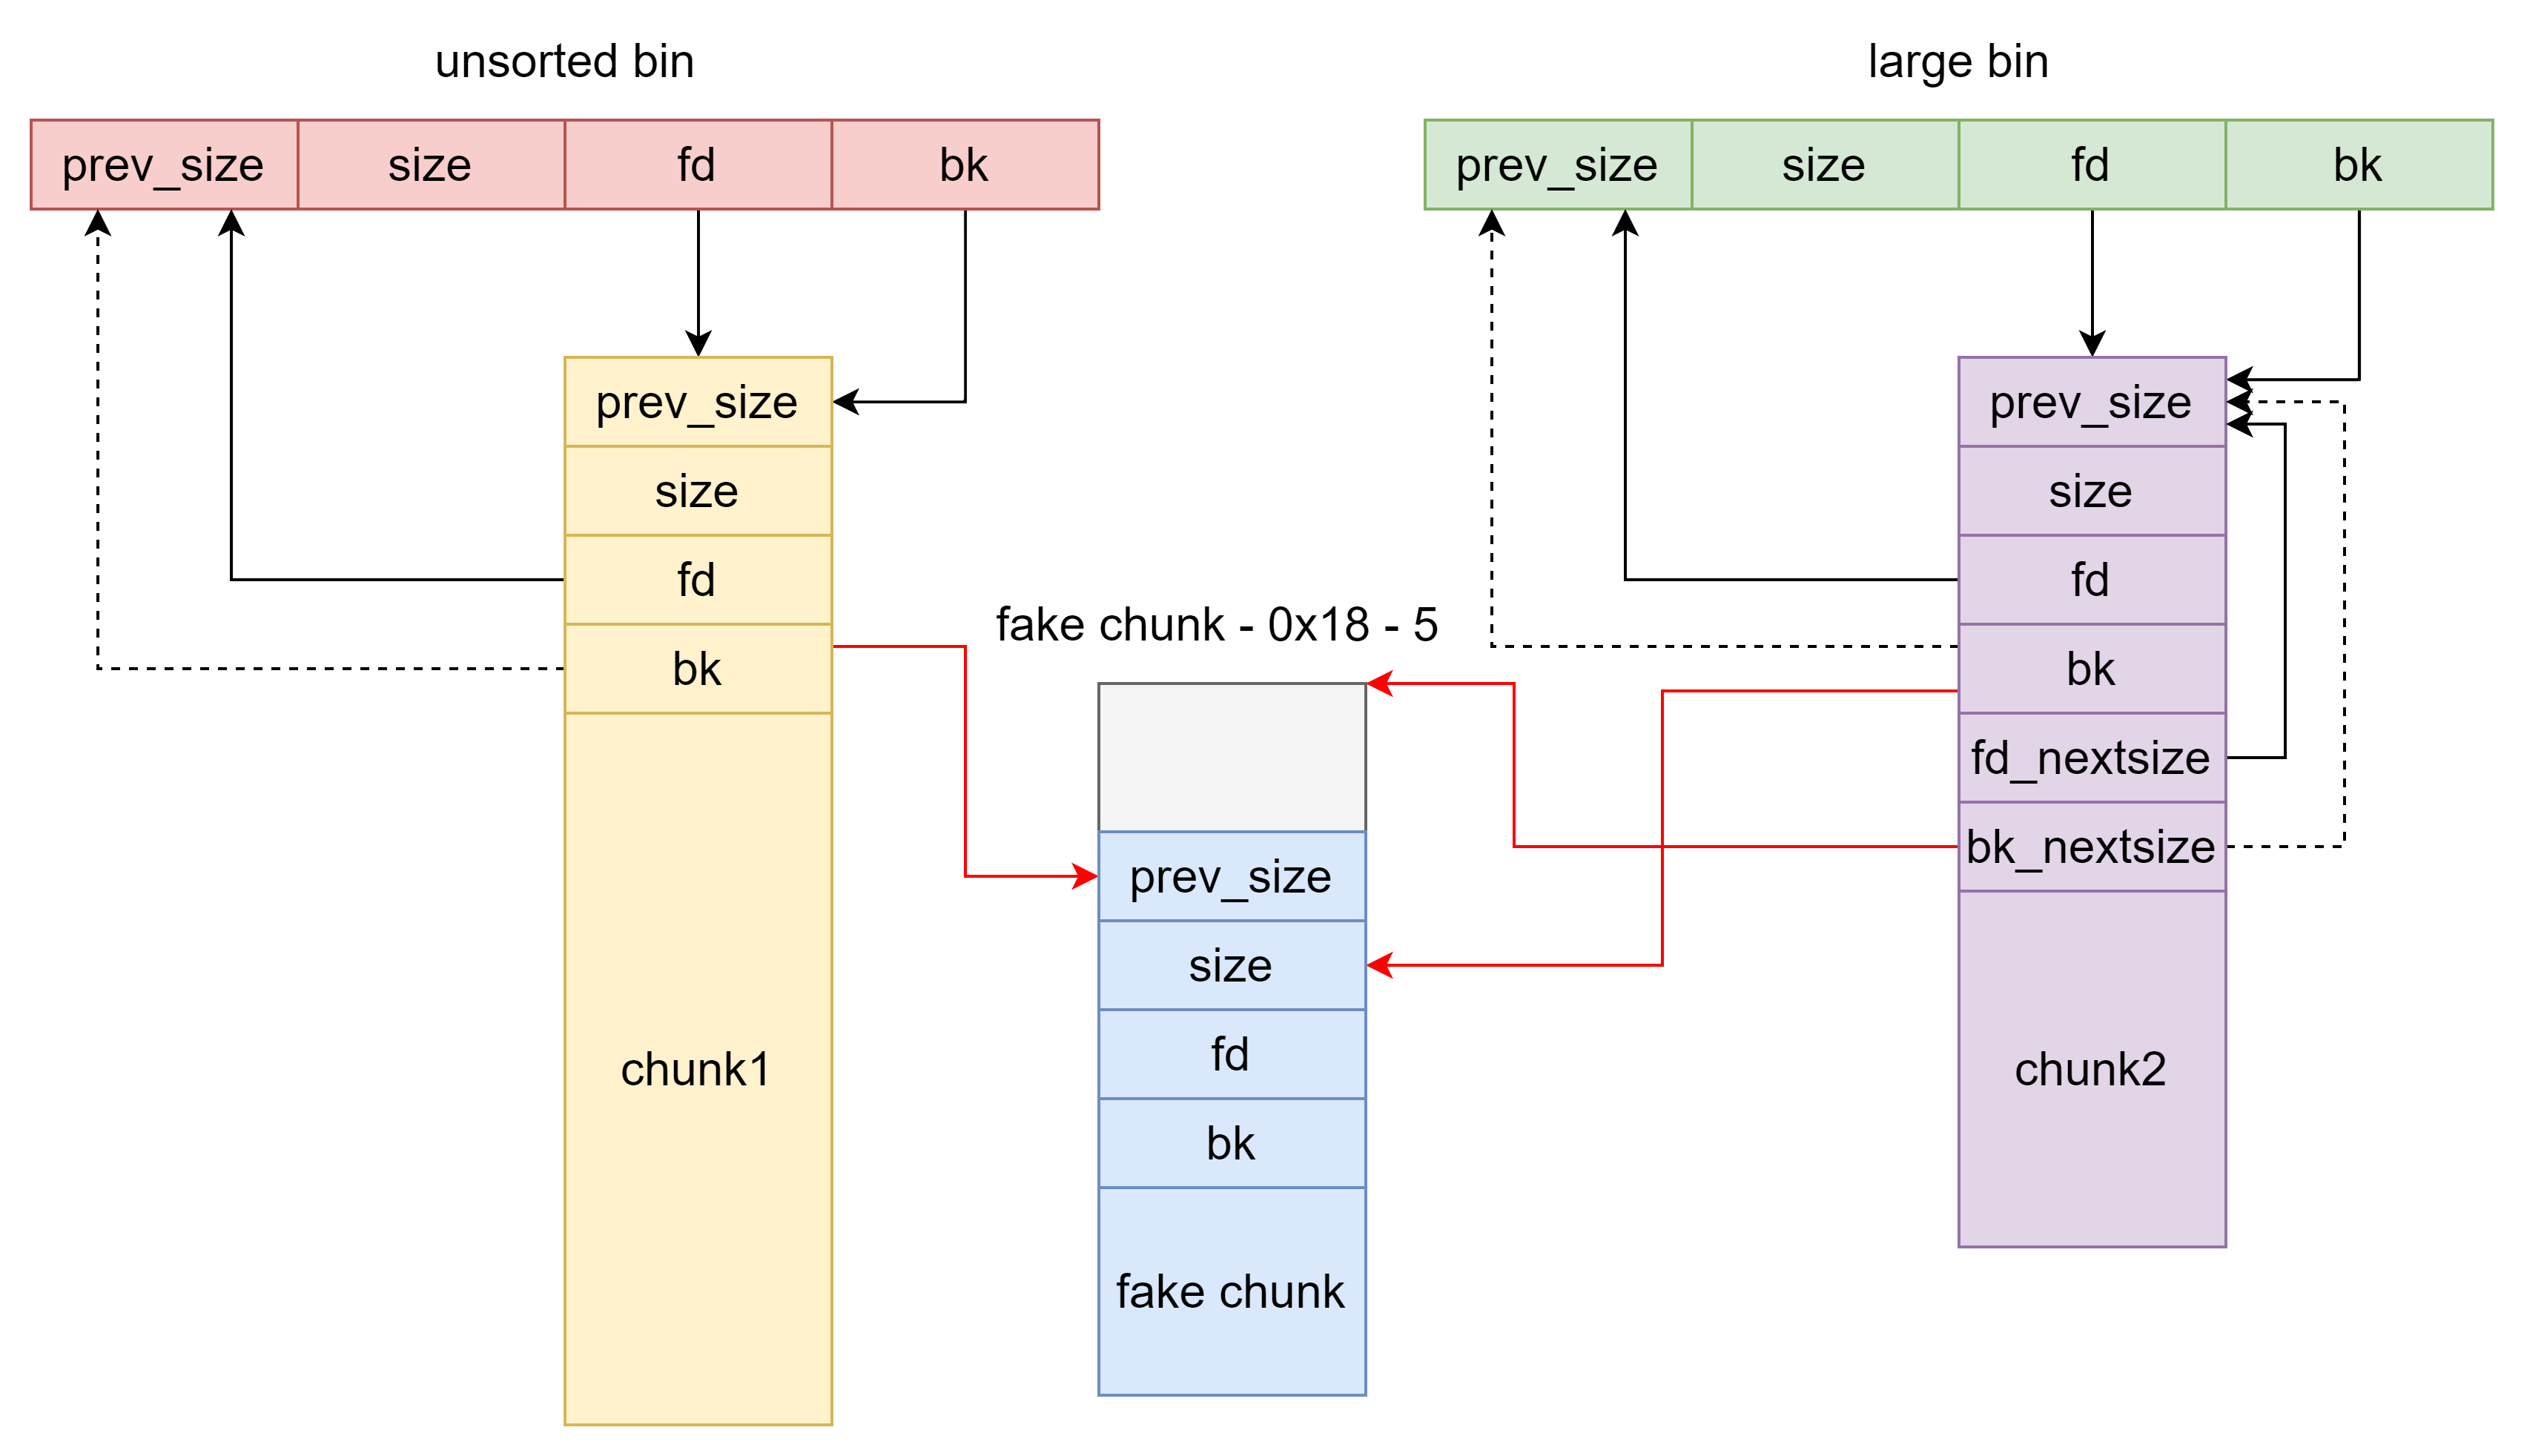 unsorted bin
large bin
prev_size size fd bk
prev_size size fd bk
prev_size
size
fd
bk
chunk1
fake chunk - 0x18 - 5
prev_size
size
fd
bk
fake chunk
prev_size
size
fd
bk
fd_nextsize
bk_nextsize
chunk2